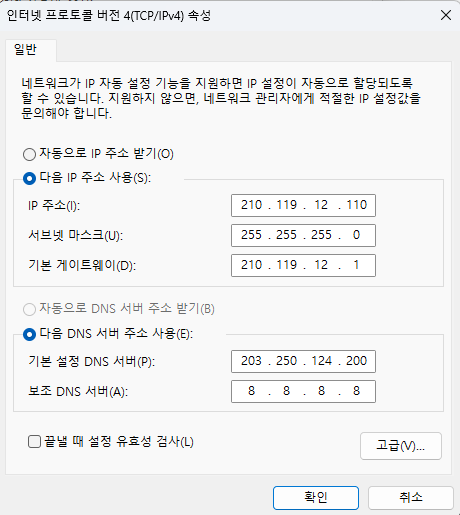 인터넷 프로토콜 버전 4(TCP/IPv4) 속성
일반
네트워크가 IP 자동 설정 기능을 지원하면 IP 설정이 자동으로 할당되도록
할 수 있습니다. 지원하지 않으면, 네트워크 관리자에게 적절한 IP 설정값을
문의해야 합니다.
자동으로 IP 주소 받기(O)
다음 IP 주소 사용(S):
IP 주소(I): 210 . 119 . 12 . 110
서브넷 마스크(U): 255 . 255 . 255 . 0
기본 게이트웨이(D): 210 . 119 . 12 . 1
자동으로 DNS 서버 주소 받기(B)
다음 DNS 서버 주소 사용(E):
기본 설정 DNS 서버(P): 203 . 250 . 124 . 200
보조 DNS 서버(A): 8 . 8 . 8 . 8
끝낼 때 설정 유효성 검사(L)
고급(V)...
확인 취소